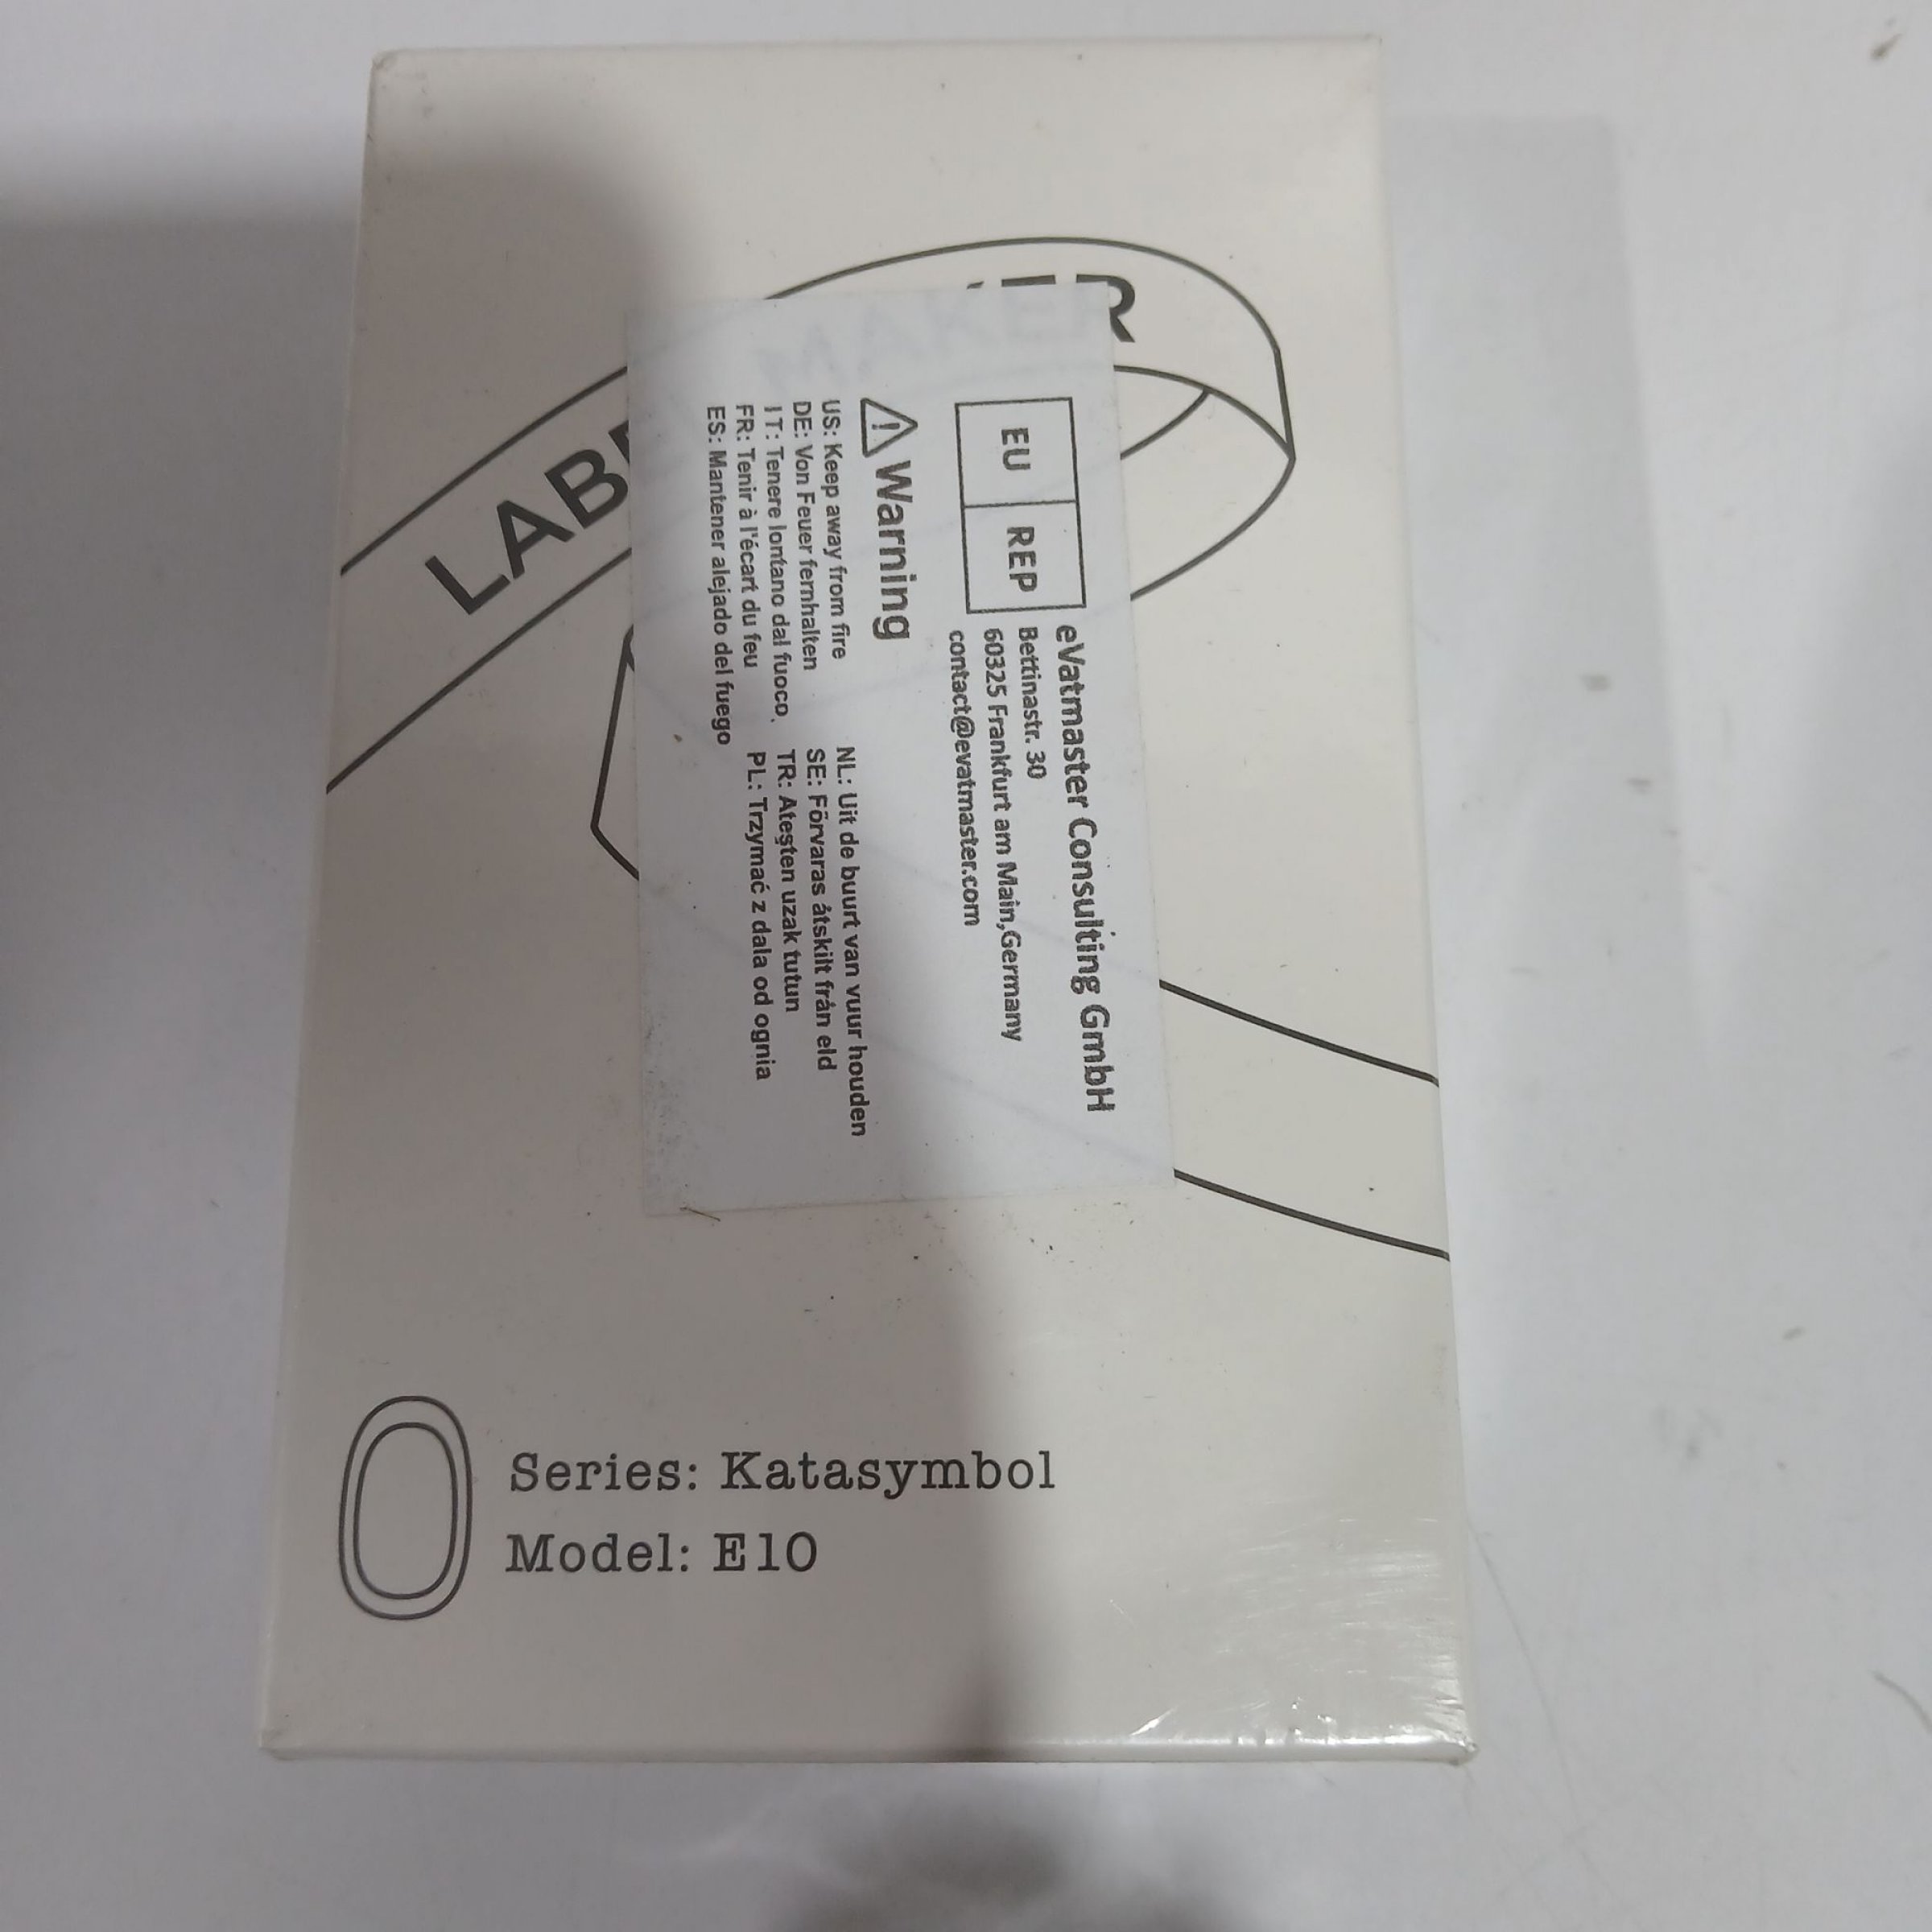 LAB
ER
MAKE
EU REP
eVatmaster Consulting GmbH
Bettinastr. 30
60325 Frankfurt am Main,Germany
contact@evatmaster.com
Warning
US: Keep away from fire
DE: Von Feuer fernhalten
IT: Tenere lontano dal fuoco.
FR: Tenir à l'écart du feu
ES: Mantener alejado del fuego
NL: Uit de buurt van vuur houden
SE: Förvaras åtskilt från eld
TR: Ateşten uzak tutun
PL: Trzymać z dala od ognia
Series: Katasymbol
Model: E10